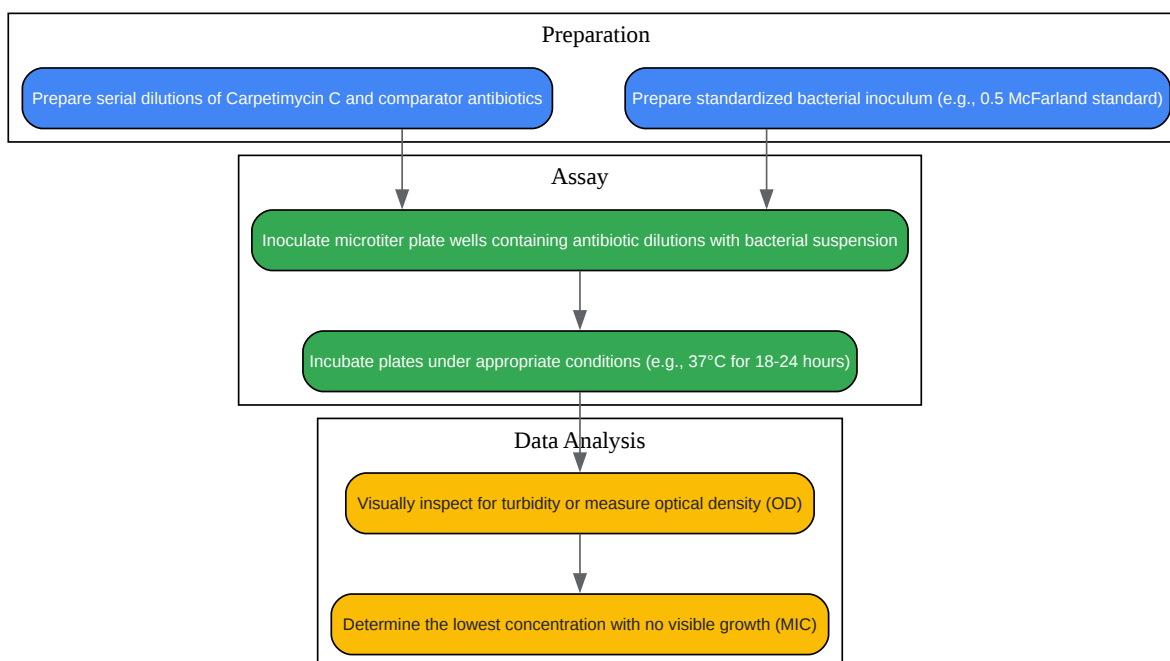 Preparation
Prepare serial dilutions of Carpetimycin C and comparator antibiotics
Prepare standardized bacterial inoculum (e.g., 0.5 McFarland standard)
Assay
Inoculate microtiter plate wells containing antibiotic dilutions with bacterial suspension
Incubate plates under appropriate conditions (e.g., 37°C for 18-24 hours)
Data Analysis
Visually inspect for turbidity or measure optical density (OD)
Determine the lowest concentration with no visible growth (MIC)